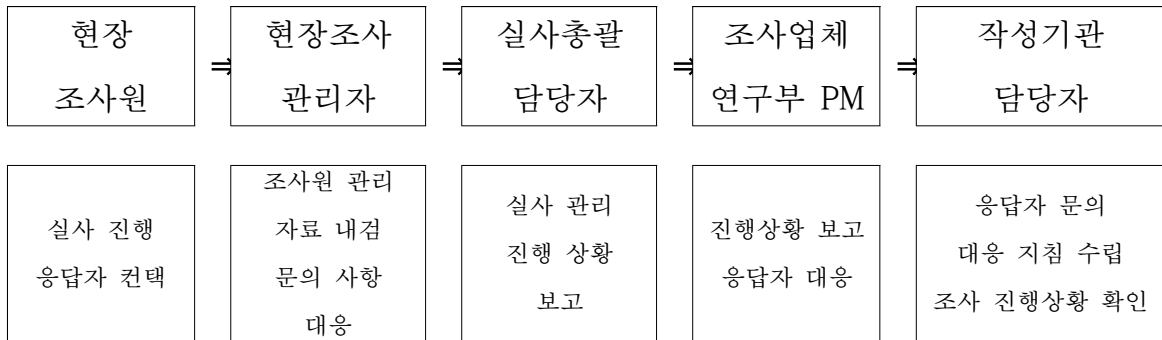 현장
조사원
⇒
현장조사
관리자
⇒
실사총괄
담당자
⇒
조사업체
연구부 PM
⇒
작성기관
담당자
실사 진행
응답자 컨택
조사원 관리
자료 내검
문의 사항
대응
실사 관리
진행 상황
보고
진행상황 보고
응답자 대응
응답자 문의
대응 지침 수립
조사 진행상황 확인